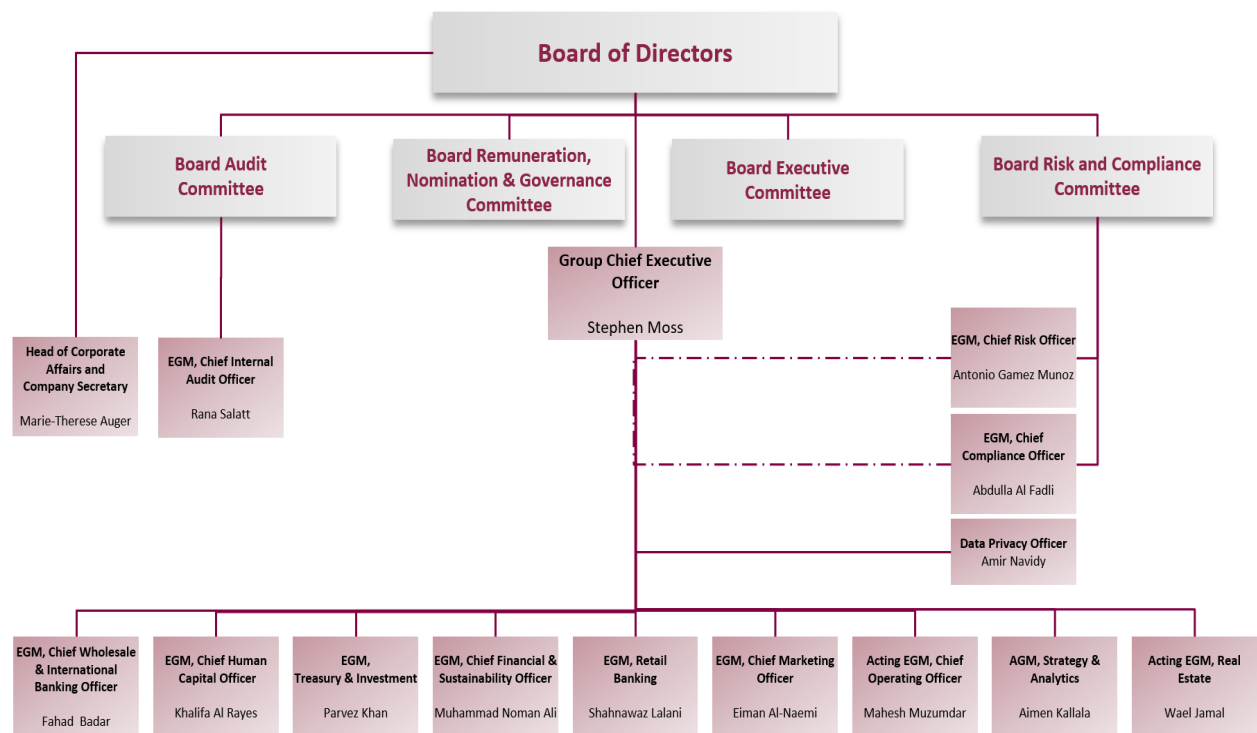 Board of Directors
Board Audit
Committee
Board Remuneration,
Nomination & Governance
Committee
Board Executive
Committee
Board Risk and Compliance
Committee
Group Chief Executive
Officer
Stephen Moss
Head of Corporate
Affairs and
Company Secretary
Marie-Therese Auger
EGM, Chief Internal
Audit Officer
Rana Salatt
EGM, Chief Risk Officer
Antonio Gamez Munoz
EGM, Chief
Compliance Officer
Abdulla Al Fadli
Data Privacy Officer
Amir Navidy
EGM, Chief Wholesale
& International
Banking Officer
Fahad Badar
EGM, Chief Human
Capital Officer
Khalifa Al Rayes
EGM,
Treasury & Investment
Parvez Khan
EGM, Chief Financial &
Sustainability Officer
Muhammad Noman Ali
EGM, Retail
Banking
Shahnawaz Lalani
EGM, Chief Marketing
Officer
Eiman Al-Naemi
Acting EGM, Chief
Operating Officer
Mahesh Muzumdar
AGM, Strategy &
Analytics
Aimen Kallala
Acting EGM, Real
Estate
Wael Jamal